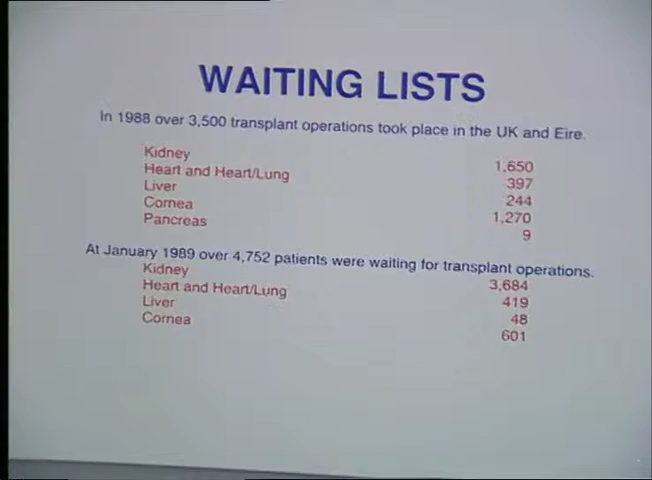 WAITING LISTS
In 1988 over 3,500 transplant operations took place in the UK and Eire.
Kidney 1,650
Heart and Heart/Lung 397
Liver 244
Cornea 1,270
Pancreas 9
At January 1989 over 4,752 patients were waiting for transplant operations.
Kidney 3,684
Heart and Heart/Lung 419
Liver 48
Cornea 601